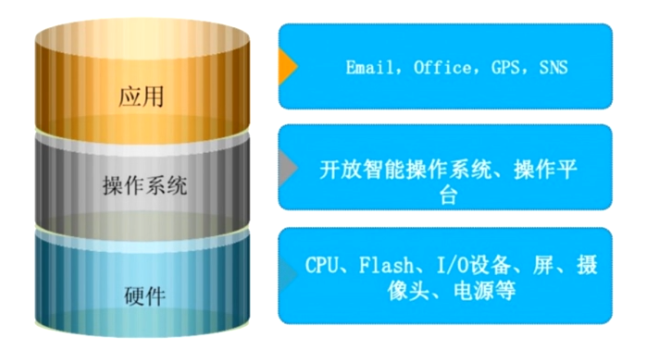 应用
Email，Office，GPS，SNS
操作系统
开放智能操作系统、操作平
台
硬件
CPU、Flash、I/O设备、屏、摄
像头、电源等